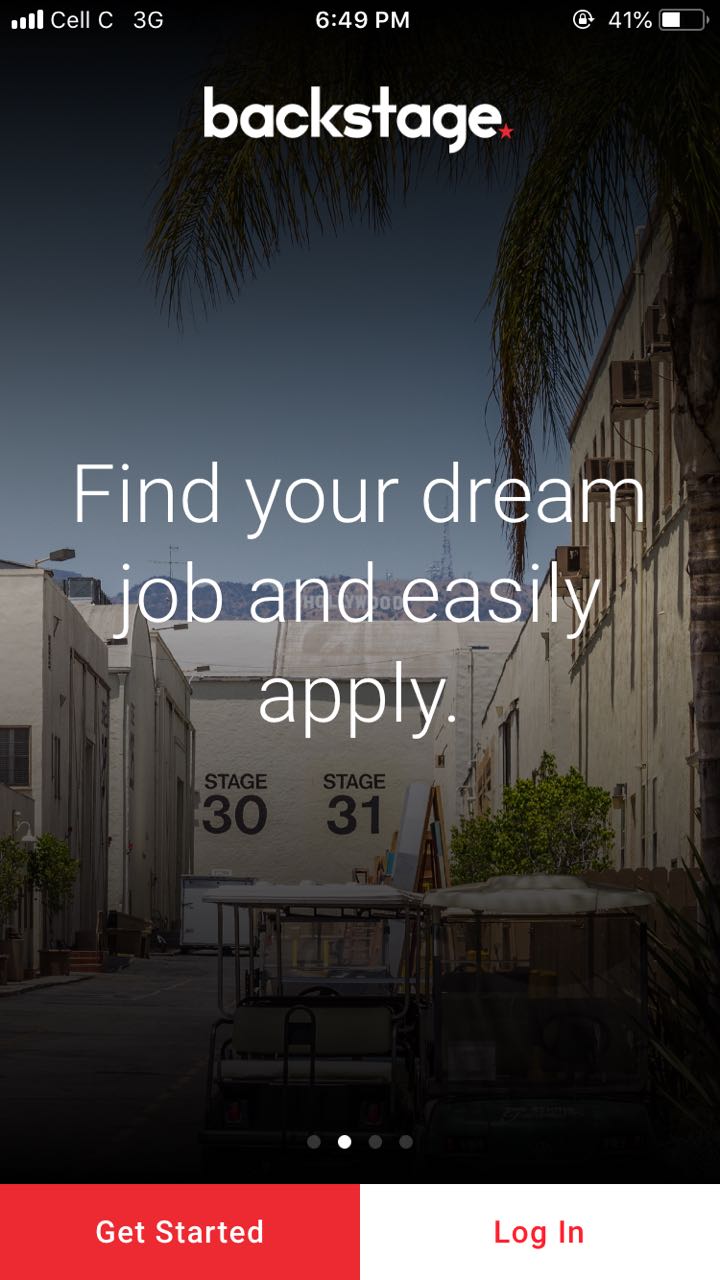 Cell C 3G 6:49 PM 41%
backstage
Find your dream
job and easily
HOLLYWOOD
apply.
STAGE STAGE
30 31
Get Started Log In